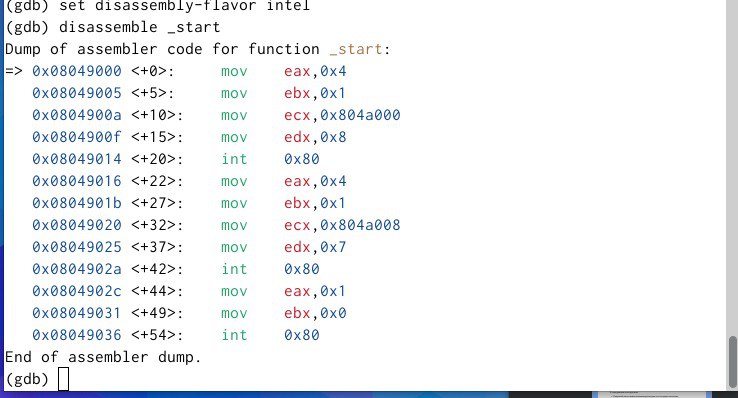 (gdb) set disassembly-flavor intel
(gdb) disassemble _start
Dump of assembler code for function _start:
=> 0x08049000 <+0>:     mov    eax,0x4
   0x08049005 <+5>:     mov    ebx,0x1
   0x0804900a <+10>:    mov    ecx,0x804a000
   0x0804900f <+15>:    mov    edx,0x8
   0x08049014 <+20>:    int    0x80
   0x08049016 <+22>:    mov    eax,0x4
   0x0804901b <+27>:    mov    ebx,0x1
   0x08049020 <+32>:    mov    ecx,0x804a008
   0x08049025 <+37>:    mov    edx,0x7
   0x0804902a <+42>:    int    0x80
   0x0804902c <+44>:    mov    eax,0x1
   0x08049031 <+49>:    mov    ebx,0x0
   0x08049036 <+54>:    int    0x80
End of assembler dump.
(gdb)